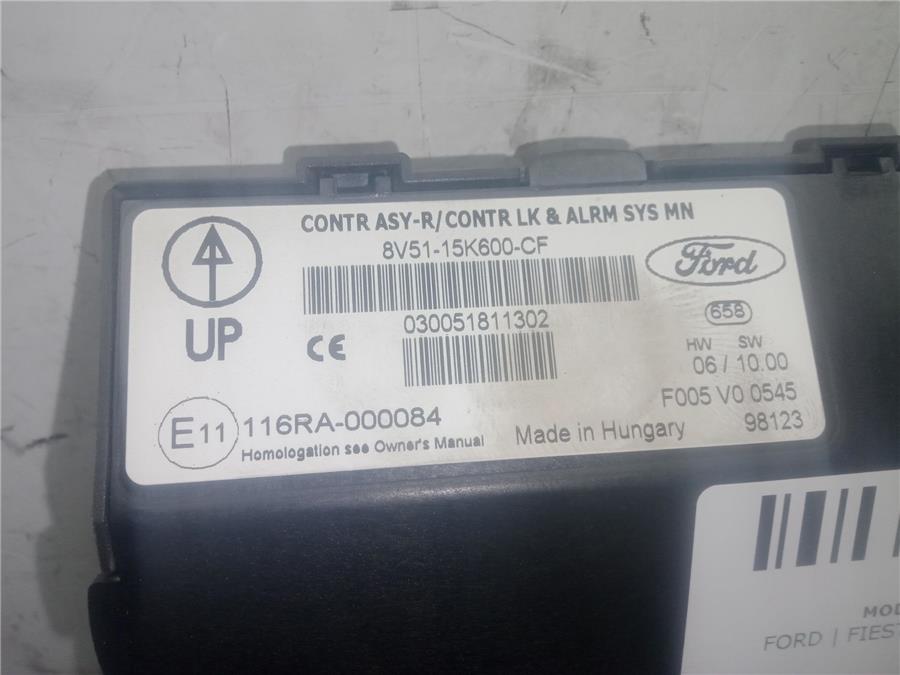 CONTR ASY-R/CONTR LK & ALRM SYS MN
8V51-15K600-CF
Ford
UP
CE
030051811302
658
HW SW
06 / 10.00
F005 V0 0545
98123
E11 116RA-000084
Homologation see Owner's Manual
Made in Hungary
FORD |